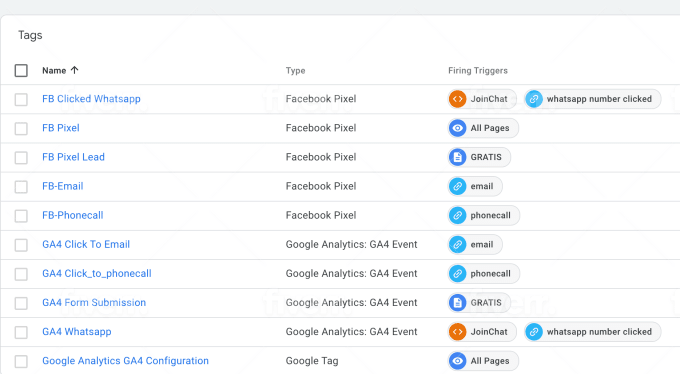 Tags
Name Type Firing Triggers
FB Clicked Whatsapp Facebook Pixel JoinChat whatsapp number clicked
FB Pixel Facebook Pixel All Pages
FB Pixel Lead Facebook Pixel GRATIS
FB-Email Facebook Pixel email
FB-Phonecall Facebook Pixel phonecall
GA4 Click To Email Google Analytics: GA4 Event email
GA4 Click_to_phonecall Google Analytics: GA4 Event phonecall
GA4 Form Submission Google Analytics: GA4 Event GRATIS
GA4 Whatsapp Google Analytics: GA4 Event JoinChat whatsapp number clicked
Google Analytics GA4 Configuration Google Tag All Pages